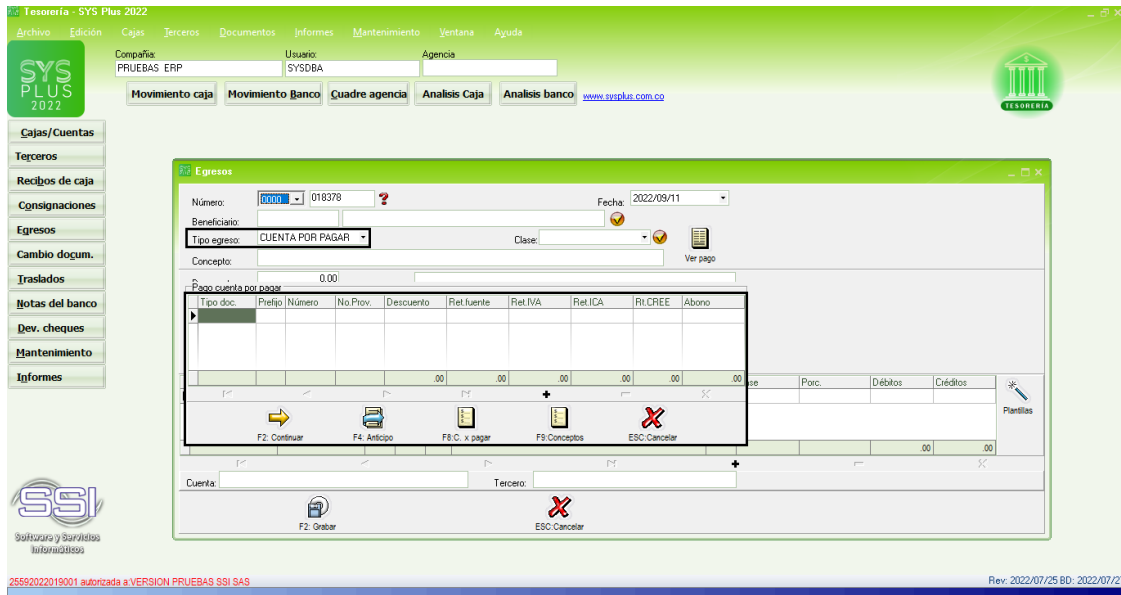 Tesorería - SYS Plus 2022
Archivo Edición Cajas Terceros Documentos Informes Mantenimiento Ventana Ayuda
Compañia: Usuario: Agencia
PRUEBAS ERP SYSDBA
SYS
PLUS
2022
Movimiento caja Movimiento Banco Cuadre agencia Analisis Caja Analisis banco www.sysplus.com.co
TESORERÍA
Cajas/Cuentas
Terceros
Recibos de caja
Consignaciones
Egresos
Cambio docum.
Traslados
Notas del banco
Dev. cheques
Mantenimiento
Informes
Egresos
Número: 0000 018378 ? Fecha: 2022/09/11
Beneficiario:
Tipo egreso: CUENTA POR PAGAR Clase:
Ver pago
Concepto:
0.00
Pago cuenta por pagar
Tipo doc. Prefijo Número No.Prov. Descuento Ret.fuente Ret.IVA Ret.ICA Rt.CREE Abono
.00 .00 .00 .00 .00 .00
F2: Continuar F4: Anticipo F8:C. x pagar F9:Conceptos ESC:Cancelar
Porc. Débitos Créditos
Plantillas
.00 .00
Cuenta: Tercero:
F2: Grabar ESC:Cancelar
SSI
Software y Servicios
Informáticos
25592022019001 autorizada a:VERSION PRUEBAS SSI SAS
Rev: 2022/07/25 BD: 2022/07/2